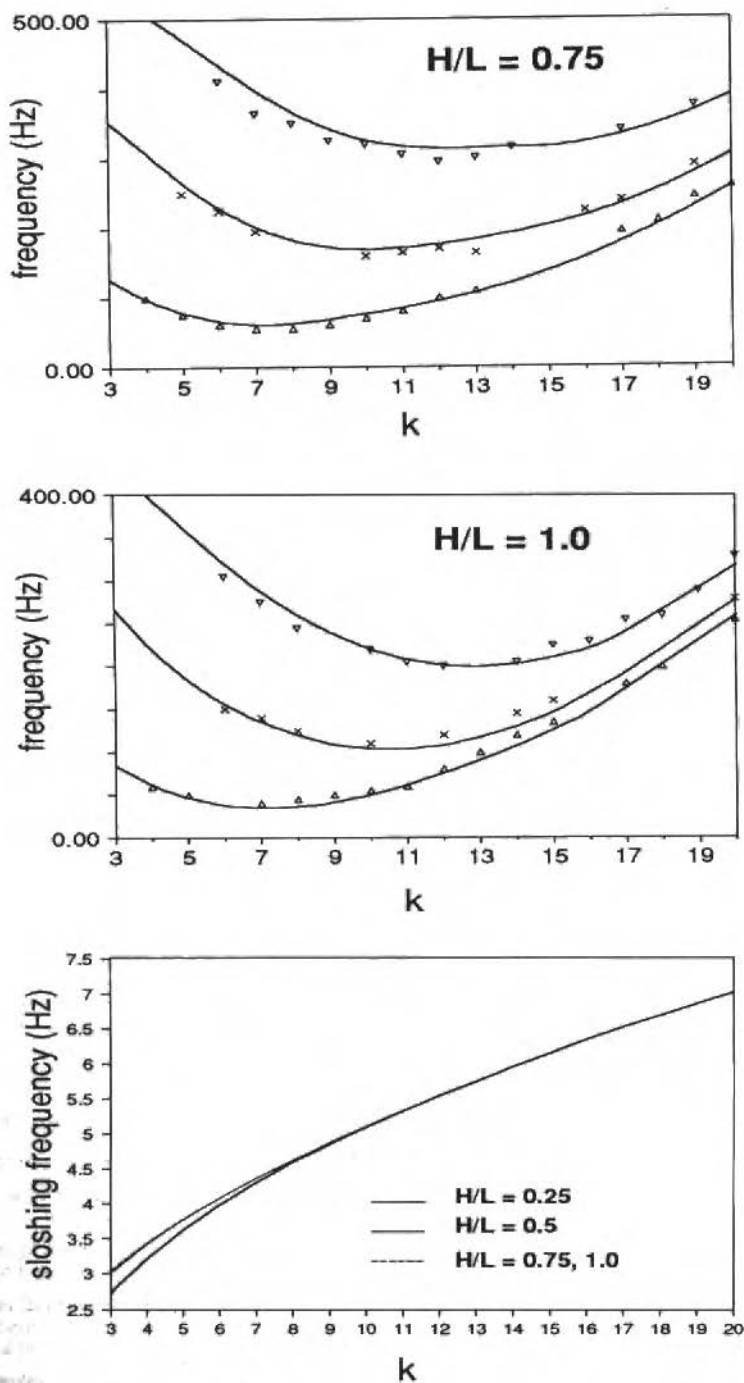 500.00
H/L = 0.75
frequency (Hz)
0.00
3 5 7 9 11 13 15 17 19
k
400.00
H/L = 1.0
frequency (Hz)
0.00
3 5 7 9 11 13 15 17 19
k
7.5
7
6.5
6
5.5
5
4.5
4
3.5
3
2.5
sloshing frequency (Hz)
H/L = 0.25
H/L = 0.5
H/L = 0.75, 1.0
3 4 5 6 7 8 9 10 11 12 13 14 15 16 17 18 19 20
k